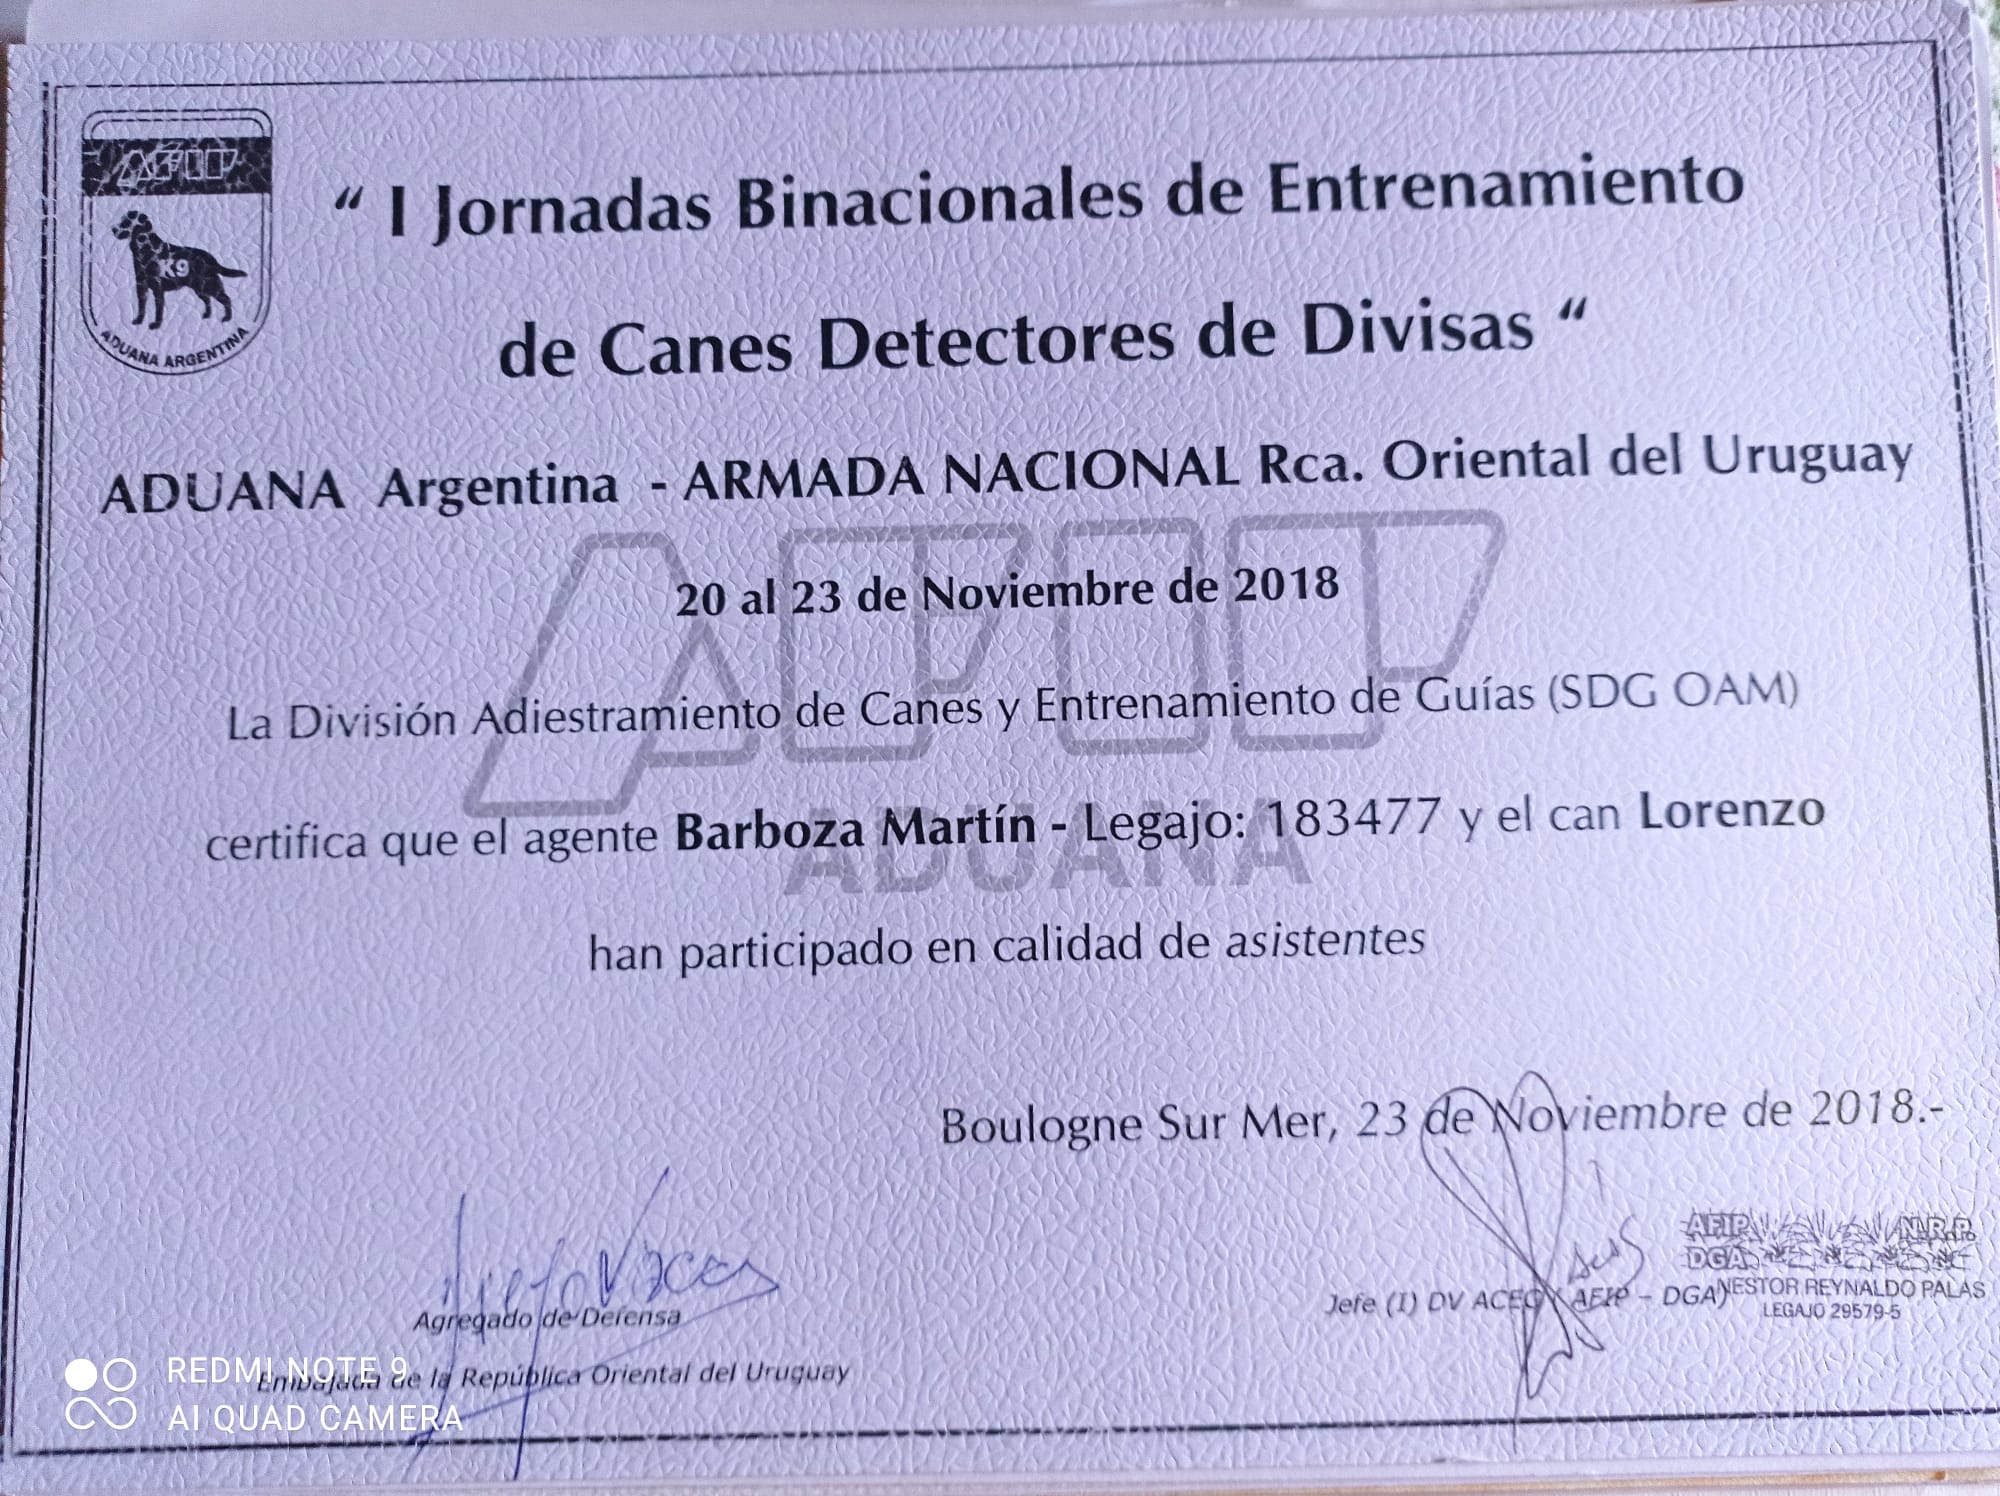 AFIP
K9
ADUANA ARGENTINA
“ I Jornadas Binacionales de Entrenamiento
de Canes Detectores de Divisas “
ADUANA Argentina - ARMADA NACIONAL Rca. Oriental del Uruguay
20 al 23 de Noviembre de 2018
AFIP
ADUANA
La División Adiestramiento de Canes y Entrenamiento de Guías (SDG OAM)
certifica que el agente Barboza Martín - Legajo: 183477 y el can Lorenzo
han participado en calidad de asistentes
Boulogne Sur Mer, 23 de Noviembre de 2018.-
Agregado de Defensa
Embajada de la República Oriental del Uruguay
Jefe (I) DV ACEG ( AFIP - DGA)
AFIP N.R.P.
DGA
NESTOR REYNALDO PALAS
LEGAJO 29579-5
REDMI NOTE 9
AI QUAD CAMERA